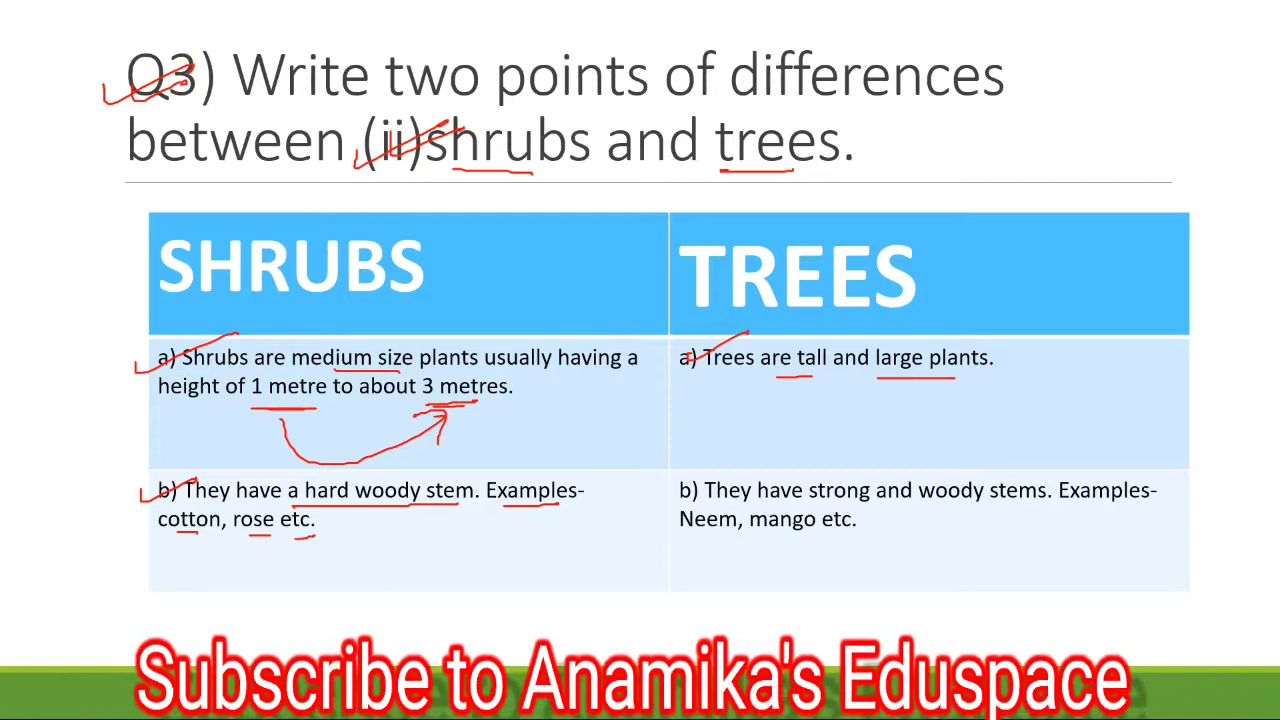 Q3) Write two points of differences
between (ii)shrubs and trees.
SHRUBS
TREES
a) Shrubs are medium size plants usually having a
height of 1 metre to about 3 metres.
a) Trees are tall and large plants.
b) They have a hard woody stem. Examples-
cotton, rose etc.
b) They have strong and woody stems. Examples-
Neem, mango etc.
Subscribe to Anamika's Eduspace